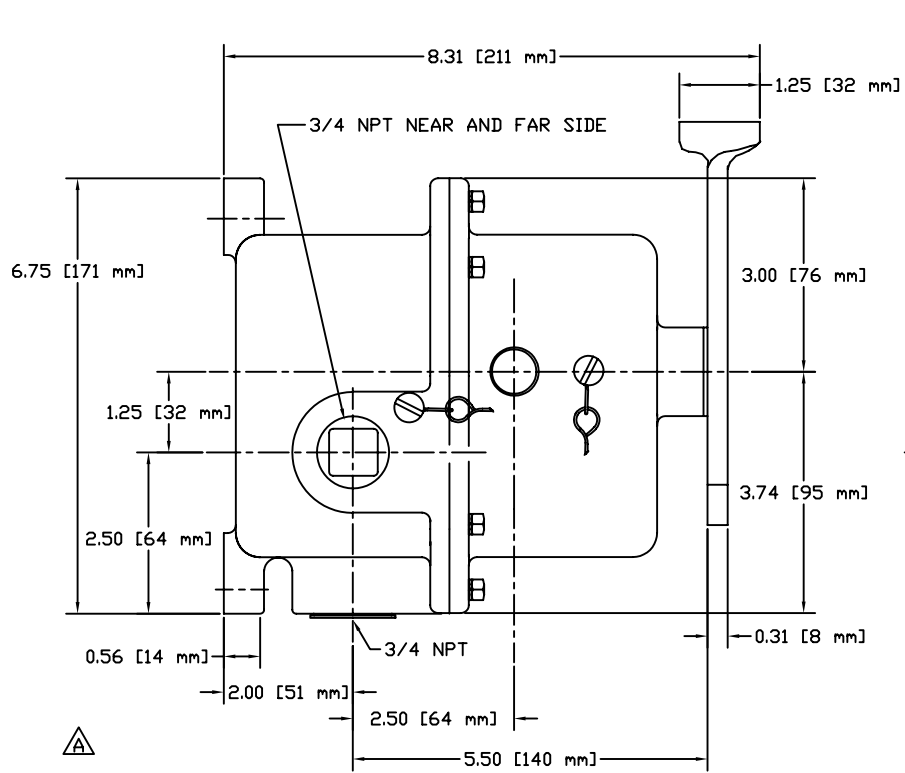 8.31 [211 mm]
1.25 [32 mm]
3/4 NPT NEAR AND FAR SIDE
6.75 [171 mm]
3.00 [76 mm]
1.25 [32 mm]
3.74 [95 mm]
2.50 [64 mm]
0.31 [8 mm]
3/4 NPT
0.56 [14 mm]
2.00 [51 mm]
2.50 [64 mm]
A
5.50 [140 mm]